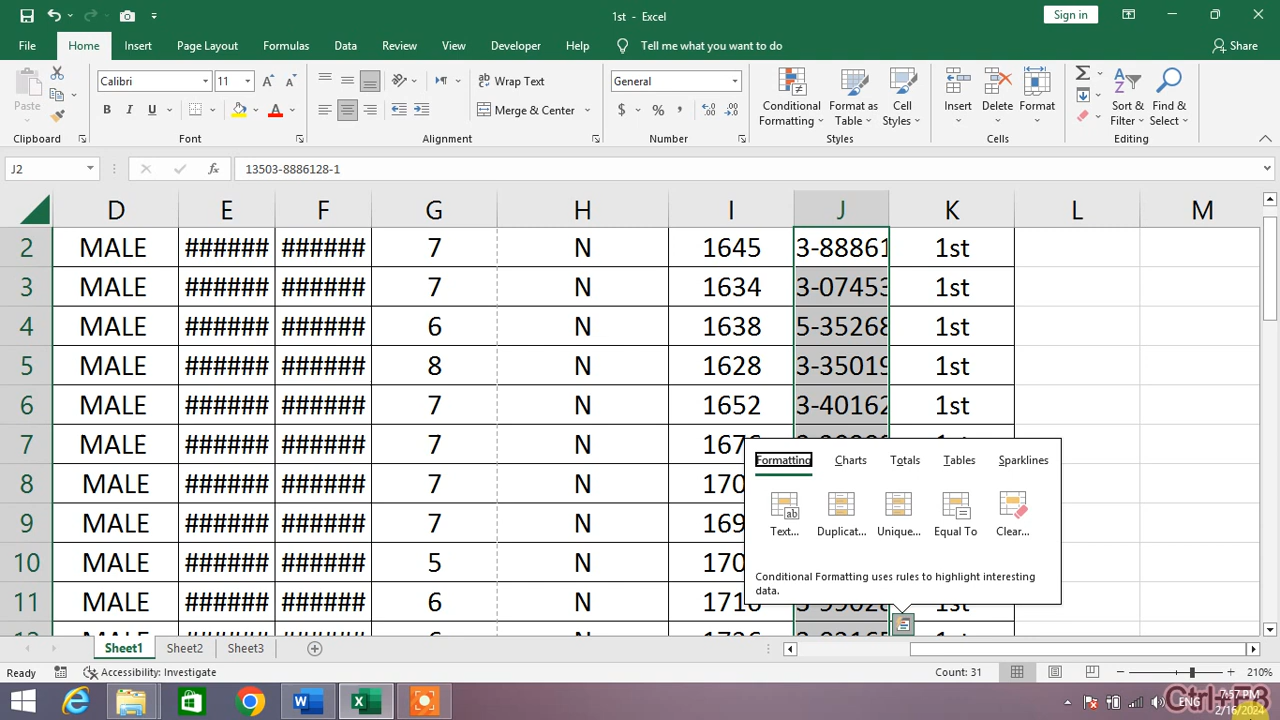 1st - Excel
Sign in
File Home Insert Page Layout Formulas Data Review View Developer Help Tell me what you want to do Share
Paste Calibri 11 Wrap Text General Conditional Formatting Format as Table Cell Styles Insert Delete Format Sort & Filter Find & Select
B I U Merge & Center $ %
Clipboard Font Alignment Number Styles Cells Editing
J2 fx 13503-8886128-1
D E F G H I J K L M
2 MALE ###### ###### 7 N 1645 3-88861 1st
3 MALE ###### ###### 7 N 1634 3-07453 1st
4 MALE ###### ###### 6 N 1638 5-35268 1st
5 MALE ###### ###### 8 N 1628 3-35019 1st
6 MALE ###### ###### 7 N 1652 3-40162 1st
7 MALE ###### ###### 7 N
8 MALE ###### ###### 7 N 170
9 MALE ###### ###### 7 N 169
10 MALE ###### ###### 5 N 170
11 MALE ###### ###### 6 N
Formatting Charts Totals Tables Sparklines
Text... Duplicat... Unique... Equal To Clear...
Conditional Formatting uses rules to highlight interesting
data.
Sheet1 Sheet2 Sheet3
Ready Accessibility: Investigate Count: 31 210%
ENG 7:57 PM
2/16/2024